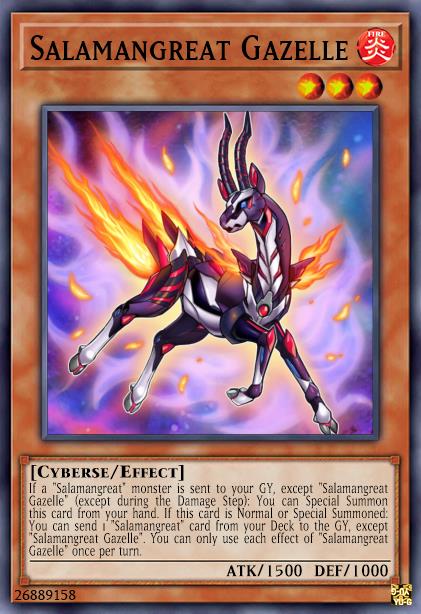 SALAMANGREAT GAZELLE
FIRE
炎
[CYBERSE/EFFECT]
If a "Salamangreat" monster is sent to your GY, except "Salamangreat
Gazelle" (except during the Damage Step): You can Special Summon
this card from your hand. If this card is Normal or Special Summoned:
You can send 1 "Salamangreat" card from your Deck to the GY, except
"Salamangreat Gazelle". You can only use each effect of "Salamangreat
Gazelle" once per turn.
ATK/1500 DEF/1000
26889158